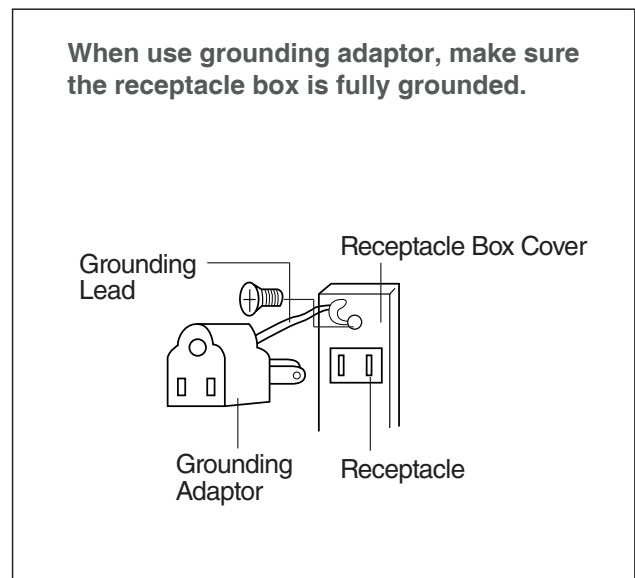 When use grounding adaptor, make sure
the receptacle box is fully grounded.
Receptacle Box Cover
Grounding
Lead
Grounding
Adaptor
Receptacle